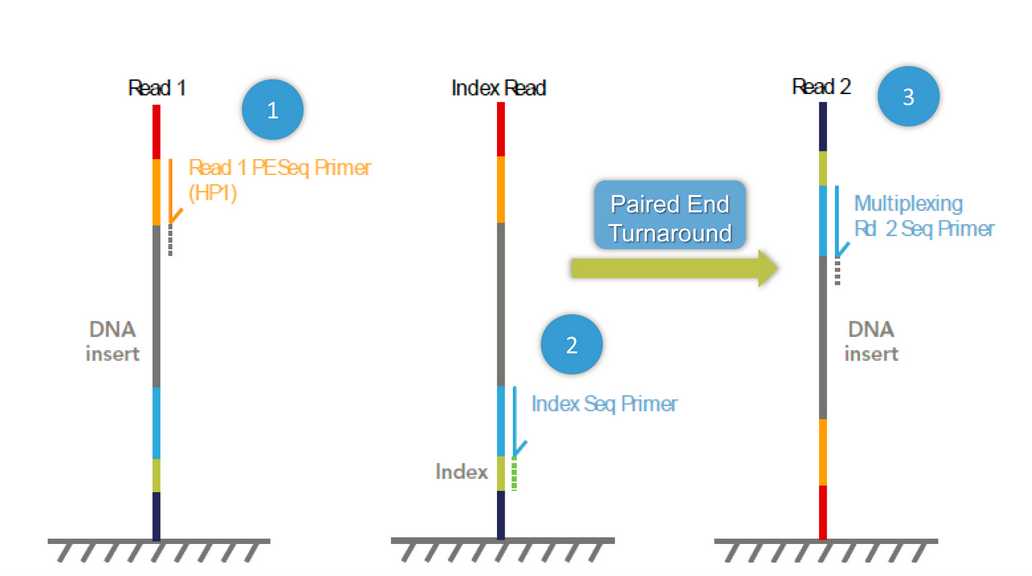 Read 1
1
Read 1 PESeq Primer
(HP1)
DNA
insert
Index Read
2
Index Seq Primer
Index
Paired End
Turnaround
Read 2
3
Multiplexing
Rd 2 Seq Primer
DNA
insert